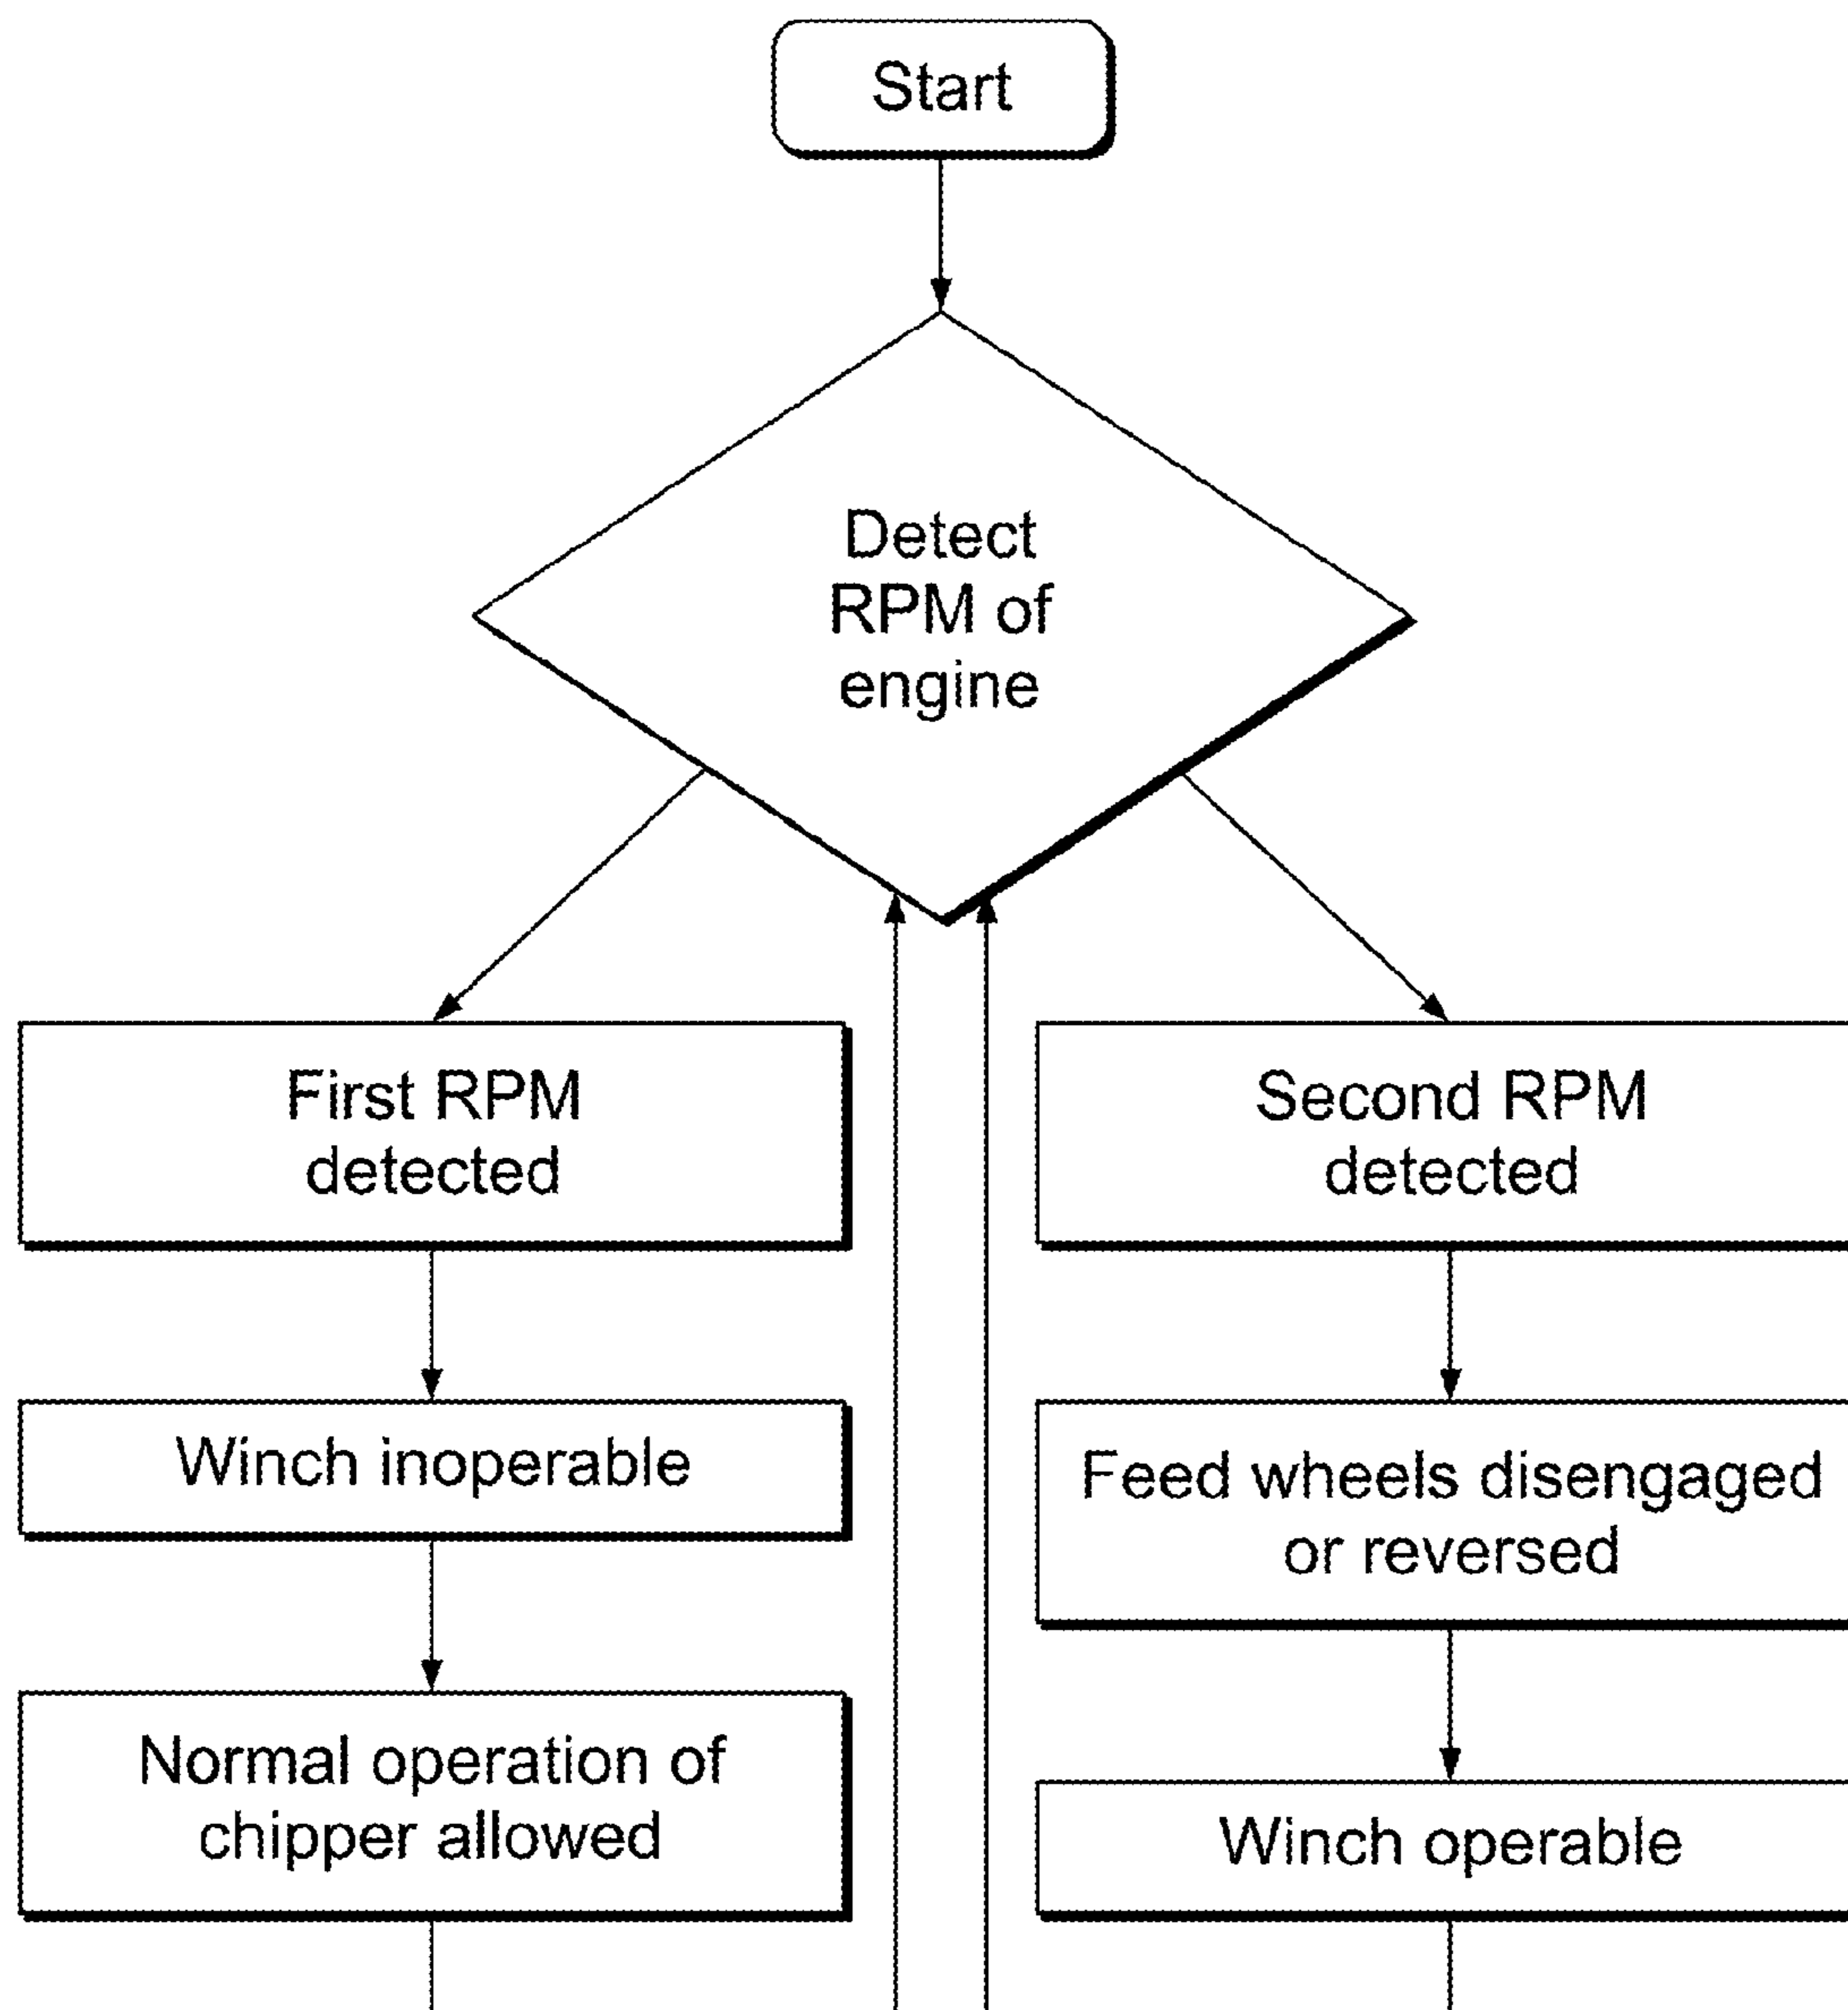 Start
Detect
RPM of
engine
First RPM
detected
Second RPM
detected
Winch inoperable
Feed wheels disengaged
or reversed
Normal operation of
chipper allowed
Winch operable